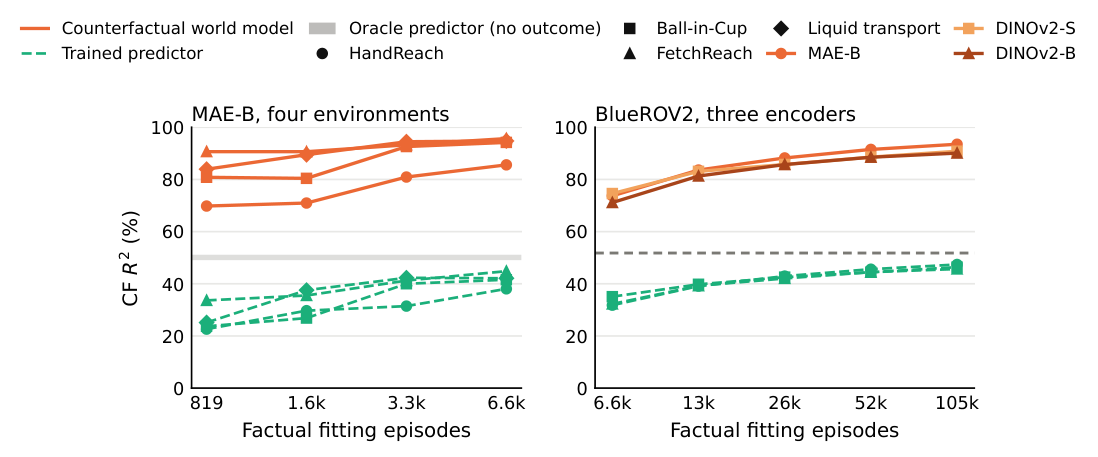 Counterfactual world model
Trained predictor
Oracle predictor (no outcome)
HandReach
Ball-in-Cup
FetchReach
Liquid transport
MAE-B
DINOv2-S
DINOv2-B
MAE-B, four environments
CF R² (%)
100
80
60
40
20
0
819 1.6k 3.3k 6.6k
Factual fitting episodes
BlueROV2, three encoders
100
80
60
40
20
0
6.6k 13k 26k 52k 105k
Factual fitting episodes